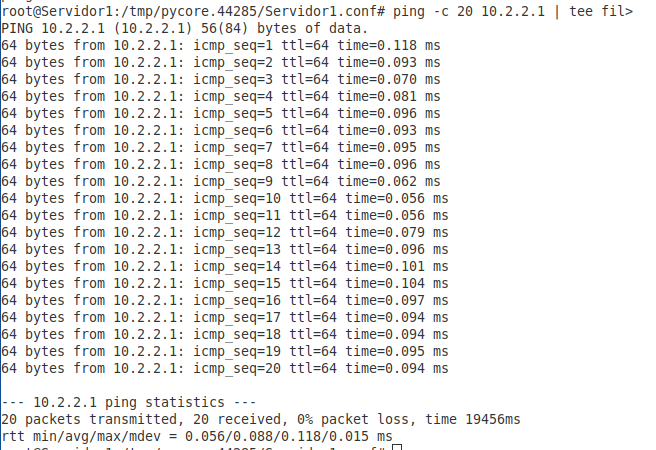 root@Servidor1:/tmp/pycore.44285/Servidor1.conf# ping -c 20 10.2.2.1 | tee fil>
PING 10.2.2.1 (10.2.2.1) 56(84) bytes of data.
64 bytes from 10.2.2.1: icmp_seq=1 ttl=64 time=0.118 ms
64 bytes from 10.2.2.1: icmp_seq=2 ttl=64 time=0.093 ms
64 bytes from 10.2.2.1: icmp_seq=3 ttl=64 time=0.070 ms
64 bytes from 10.2.2.1: icmp_seq=4 ttl=64 time=0.081 ms
64 bytes from 10.2.2.1: icmp_seq=5 ttl=64 time=0.096 ms
64 bytes from 10.2.2.1: icmp_seq=6 ttl=64 time=0.093 ms
64 bytes from 10.2.2.1: icmp_seq=7 ttl=64 time=0.095 ms
64 bytes from 10.2.2.1: icmp_seq=8 ttl=64 time=0.096 ms
64 bytes from 10.2.2.1: icmp_seq=9 ttl=64 time=0.062 ms
64 bytes from 10.2.2.1: icmp_seq=10 ttl=64 time=0.056 ms
64 bytes from 10.2.2.1: icmp_seq=11 ttl=64 time=0.056 ms
64 bytes from 10.2.2.1: icmp_seq=12 ttl=64 time=0.079 ms
64 bytes from 10.2.2.1: icmp_seq=13 ttl=64 time=0.096 ms
64 bytes from 10.2.2.1: icmp_seq=14 ttl=64 time=0.101 ms
64 bytes from 10.2.2.1: icmp_seq=15 ttl=64 time=0.104 ms
64 bytes from 10.2.2.1: icmp_seq=16 ttl=64 time=0.097 ms
64 bytes from 10.2.2.1: icmp_seq=17 ttl=64 time=0.094 ms
64 bytes from 10.2.2.1: icmp_seq=18 ttl=64 time=0.094 ms
64 bytes from 10.2.2.1: icmp_seq=19 ttl=64 time=0.095 ms
64 bytes from 10.2.2.1: icmp_seq=20 ttl=64 time=0.094 ms
--- 10.2.2.1 ping statistics ---
20 packets transmitted, 20 received, 0% packet loss, time 19456ms
rtt min/avg/max/mdev = 0.056/0.088/0.118/0.015 ms